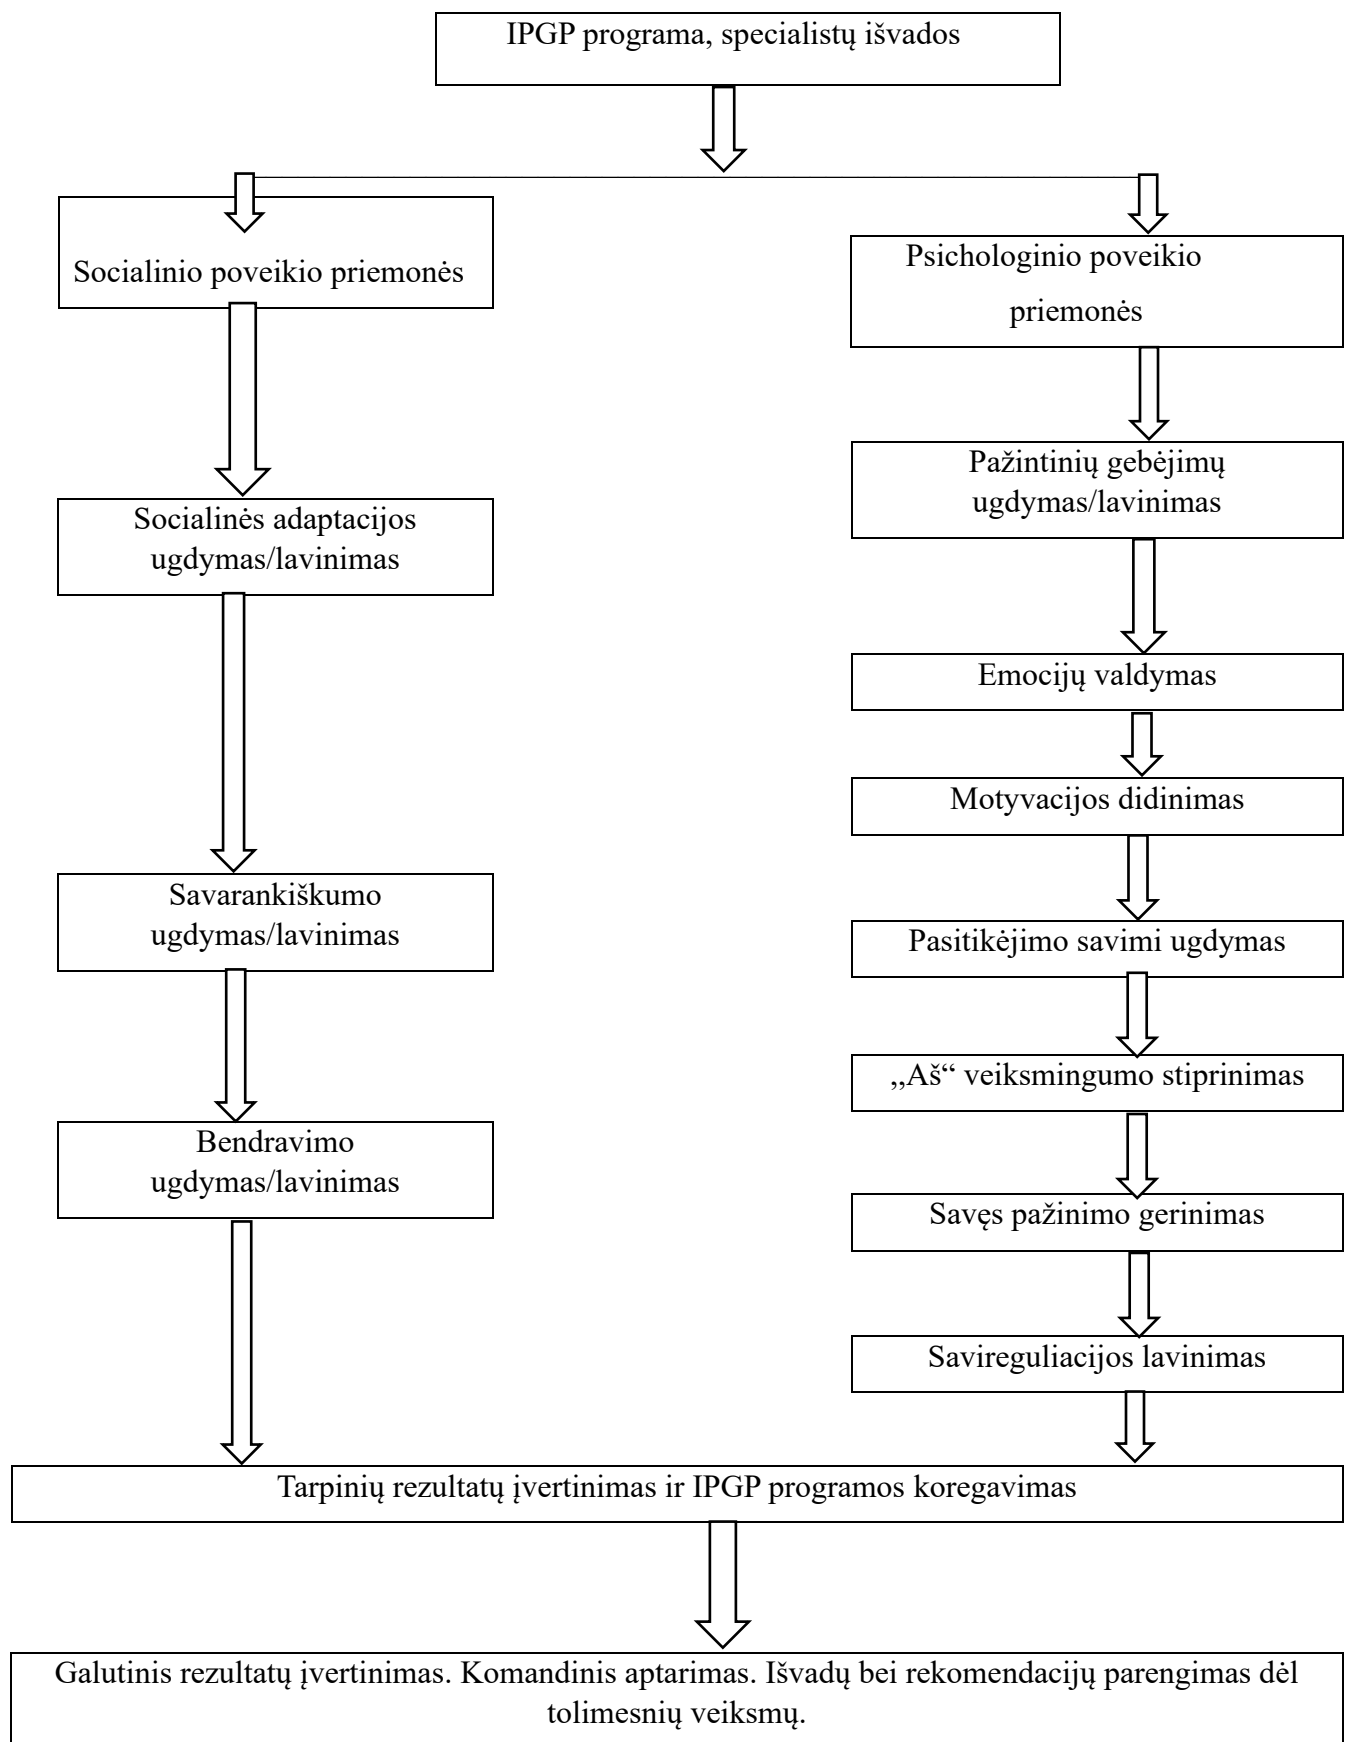 IPGP programa, specialistų išvados
Socialinio poveikio priemonės
Psichologinio poveikio
priemonės
Socialinės adaptacijos
ugdymas/lavinimas
Savarankiškumo
ugdymas/lavinimas
Bendravimo
ugdymas/lavinimas
Pažintinių gebėjimų
ugdymas/lavinimas
Emocijų valdymas
Motyvacijos didinimas
Pasitikėjimo savimi ugdymas
„Aš“ veiksmingumo stiprinimas
Savęs pažinimo gerinimas
Savireguliacijos lavinimas
Tarpinių rezultatų įvertinimas ir IPGP programos koregavimas
Galutinis rezultatų įvertinimas. Komandinis aptarimas. Išvadų bei rekomendacijų parengimas dėl
tolimesnių veiksmų.